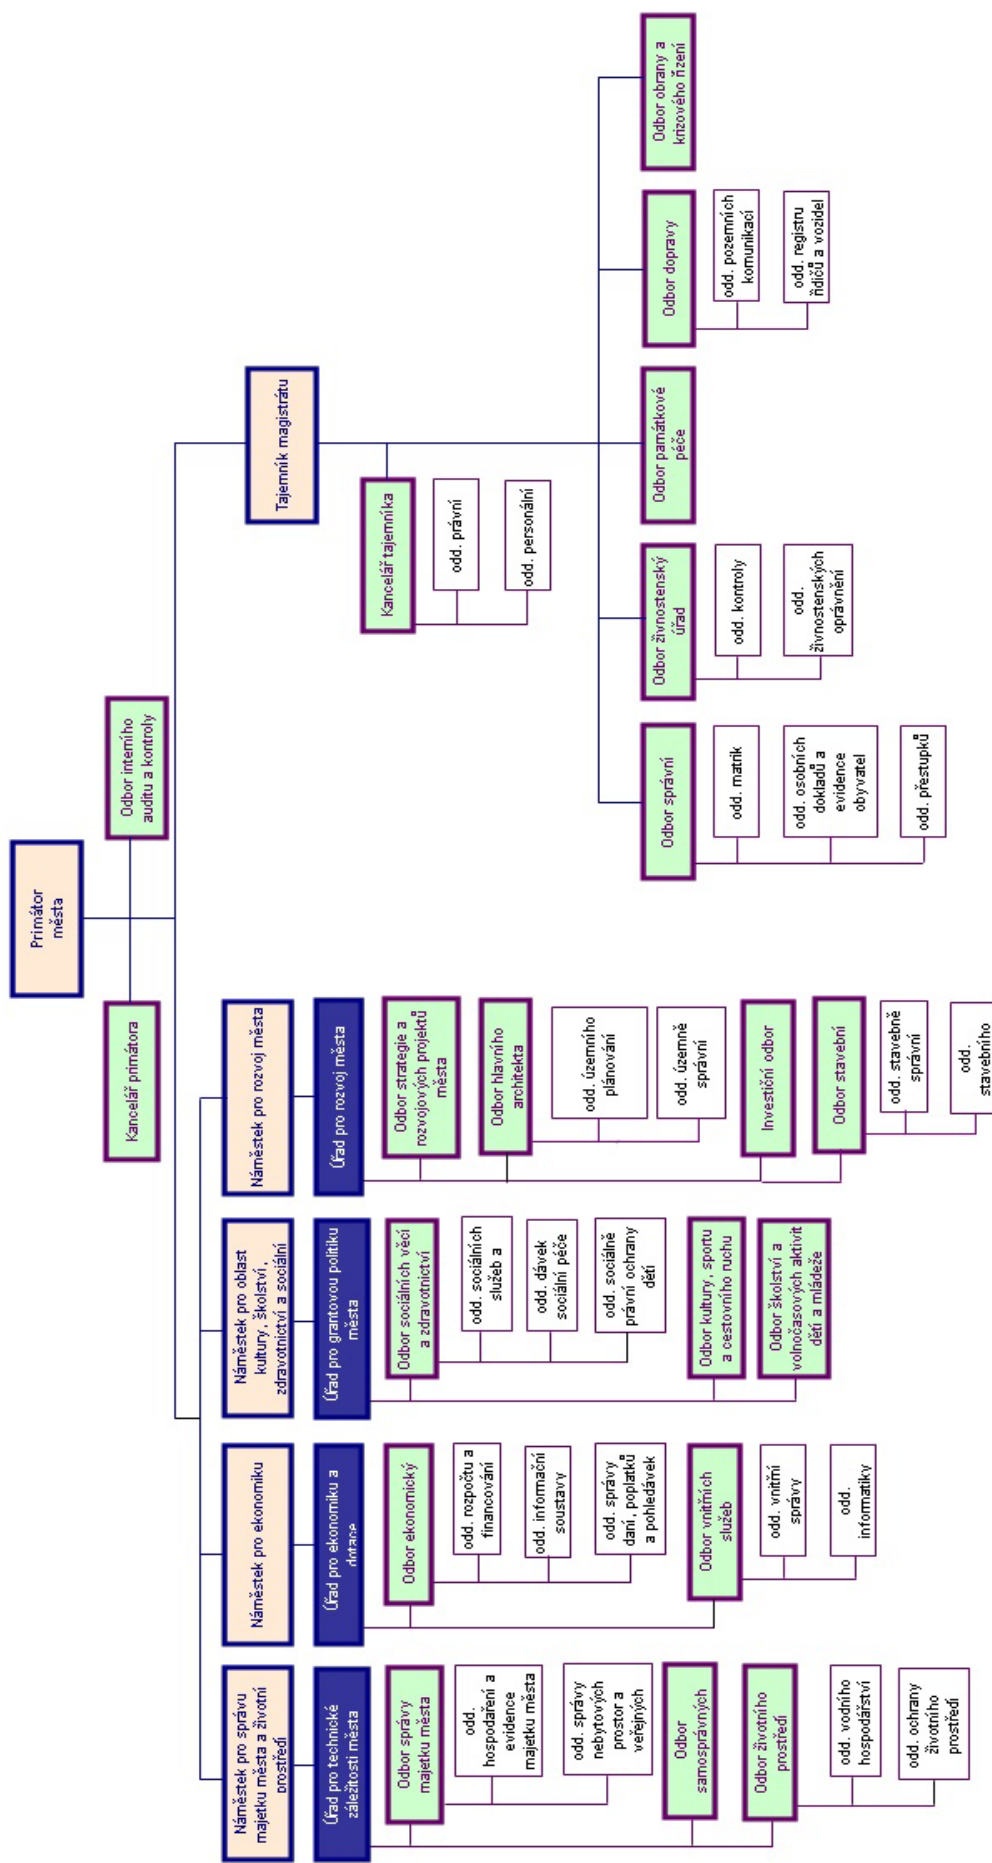 Primátor
města
Kancelář primátora
Odbor interního
auditu a kontroly
Náměstek pro správu
majetku města a životní
prostředí
Úřad pro technické
záležitosti města
Odbor správy
majetku města
odd.
hospodaření a
evidence
majetku města
odd. správy
nebytových
prostor a
veřejných
Odbor
samosprávných
Odbor životního
prostředí
odd. vodního
hospodářství
odd. ochrany
životního
prostředí
Náměstek pro ekonomiku
Úřad pro ekonomiku a
dotace
Odbor ekonomický
odd. rozpočtu a
financování
odd. informační
soustavy
odd. správy
daní, poplatků
a pohledávek
Odbor vnitřních
služeb
odd. vnitřní
správy
odd.
informatiky
Náměstek pro oblast
kultury, školství,
zdravotnictví a sociální
Úřad pro grantovou politiku
města
Odbor sociálních věcí
a zdravotnictví
odd. sociálních
služeb a
odd. dávek
sociální péče
odd. sociálně
právní ochrany
dětí
Odbor kultury, sportu
a cestovního ruchu
Odbor školství a
volnočasových aktivit
dětí a mládeže
Náměstek pro rozvoj města
Úřad pro rozvoj města
Odbor strategie a
rozvojových projektů
města
Odbor hlavního
architekta
odd. územního
plánování
odd. územně
správní
Investiční odbor
Odbor stavební
odd. stavebně
správní
odd.
stavebního
Tajemník magistrátu
Kancelář tajemníka
odd. právní
odd. personální
Odbor správní
odd. matrik
odd. osobních
dokladů a
evidence
obyvatel
odd. přestupků
Odbor živnostenský
úřad
odd. kontroly
odd.
živnostenských
oprávnění
Odbor památkové
péče
Odbor dopravy
odd. pozemních
komunikací
odd. registru
řidičů a vozidel
Odbor obrany a
krizového řízení